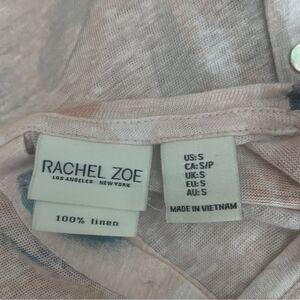 RACHEL ZOE
LOS ANGELES - NEW YORK
100% linen
US: S
CA: S/P
UK: S
EU: S
AU: S
MADE IN VIETNAM